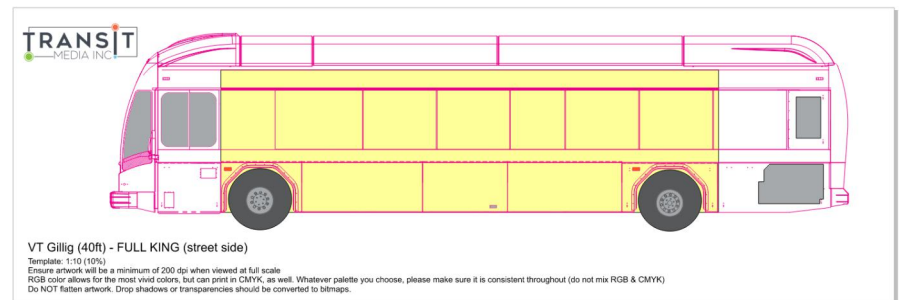 TRANSIT
MEDIA INC
VT Gillig (40ft) - FULL KING (street side)
Template: 1:10 (10%)
Ensure artwork will be a minimum of 200 dpi when viewed at full scale
RGB color allows for the most vivid colors, but can print in CMYK, as well. Whatever palette you choose, please make sure it is consistent throughout (do not mix RGB & CMYK)
Do NOT flatten artwork. Drop shadows or transparencies should be converted to bitmaps.